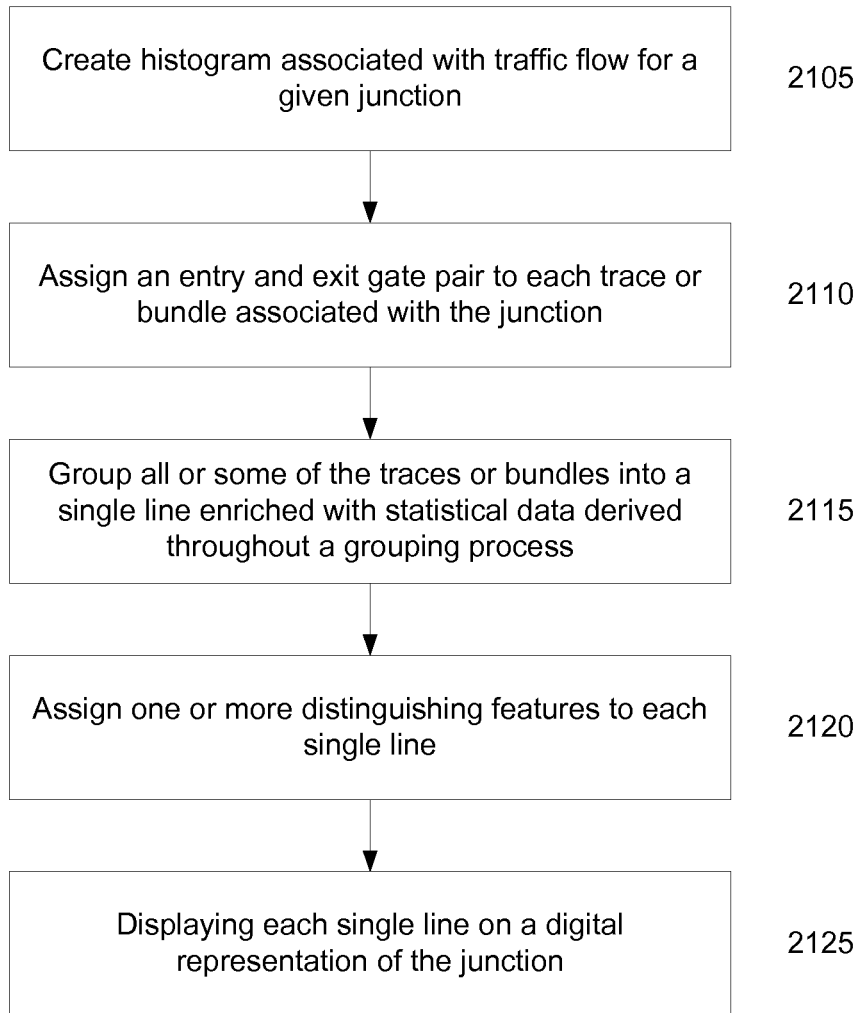 Create histogram associated with traffic flow for a
given junction
2105
Assign an entry and exit gate pair to each trace or
bundle associated with the junction
2110
Group all or some of the traces or bundles into a
single line enriched with statistical data derived
throughout a grouping process
2115
Assign one or more distinguishing features to each
single line
2120
Displaying each single line on a digital
representation of the junction
2125